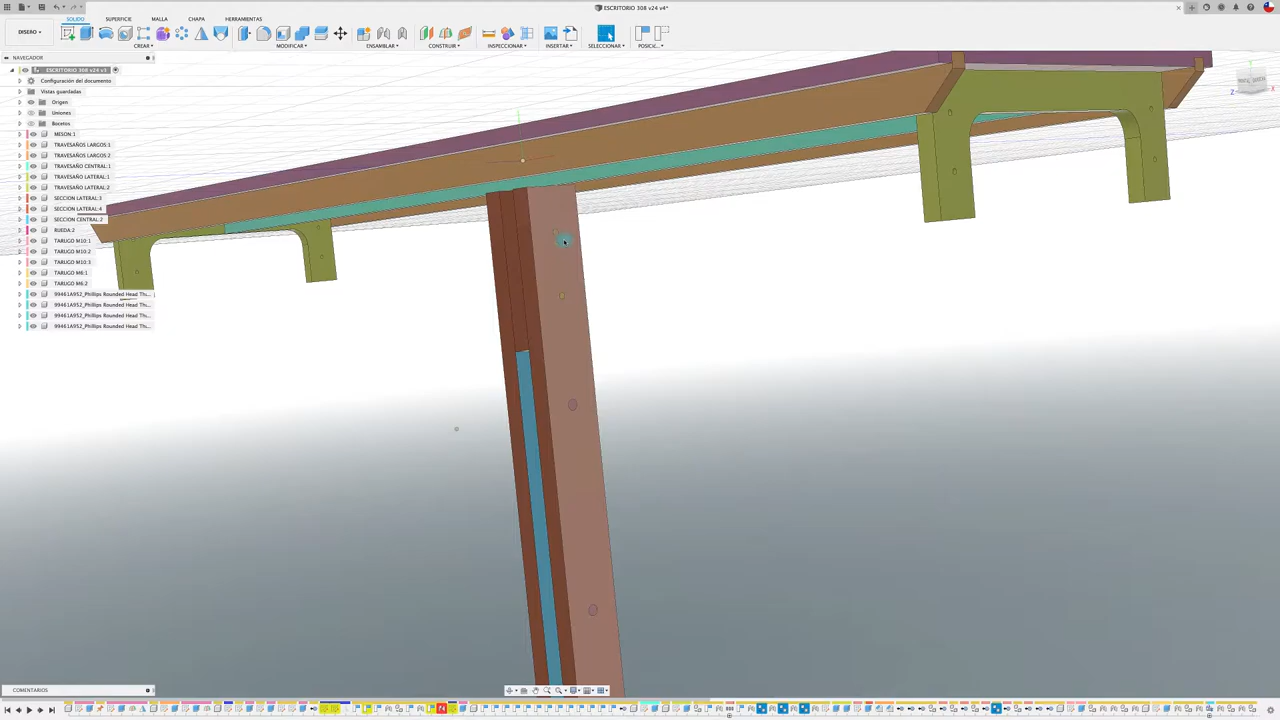 ESCRITORIO 308 v24 v4*
DISEÑO
SOLIDO
SUPERFICIE
MALLA
CHAPA
HERRAMIENTAS
CREAR
MODIFICAR
ENSAMBLAR
CONSTRUIR
INSPECCIONAR
INSERTAR
SELECCIONAR
POSICI...
NAVEGADOR
ESCRITORIO 308 v24 v3
Configuración del documento
Vistas guardadas
Origen
Uniones
Bocetos
MESON:1
TRAVESAÑOS LARGOS:1
TRAVESAÑOS LARGOS:2
TRAVESAÑO CENTRAL:1
TRAVESAÑO LATERAL:1
TRAVESAÑO LATERAL:2
SECCION LATERAL:3
SECCION LATERAL:4
SECCION CENTRAL:2
RUEDA:2
TARUGO M10:1
TARUGO M10:2
TARUGO M10:3
TARUGO M6:1
TARUGO M6:2
99461A952_Phillips Rounded Head Th...
99461A952_Phillips Rounded Head Th...
99461A952_Phillips Rounded Head Th...
99461A952_Phillips Rounded Head Th...
COMENTARIOS